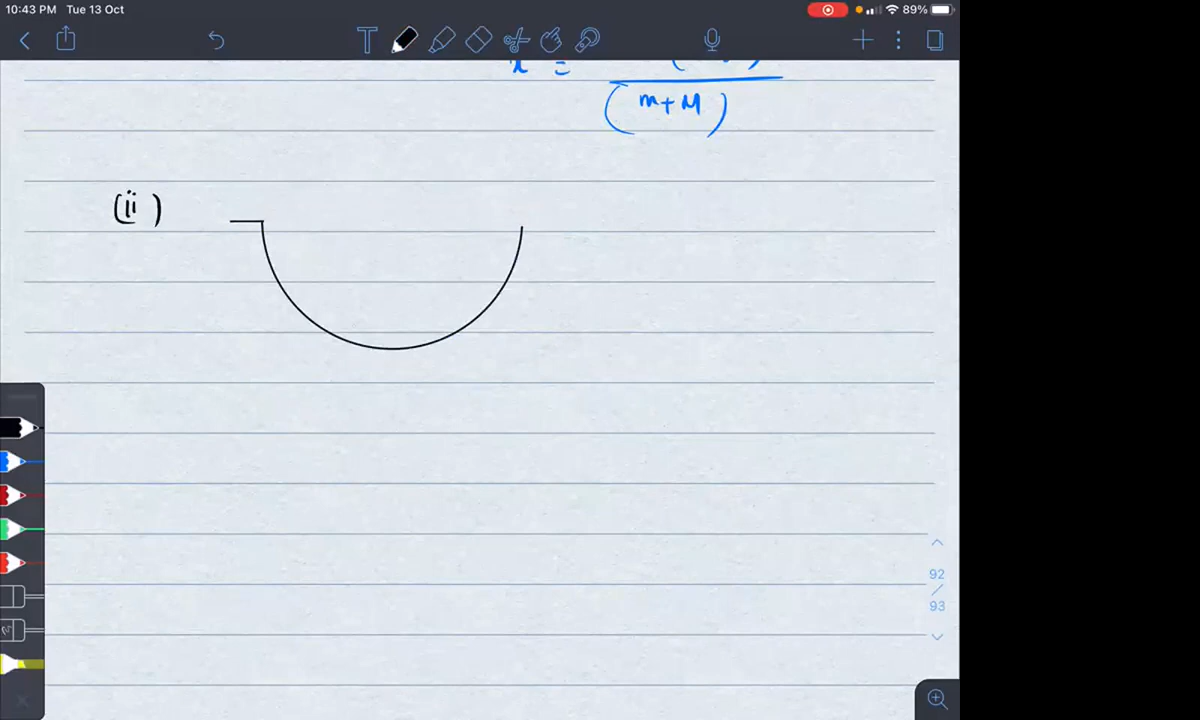 10:43 PM Tue 13 Oct
89%
x =
(m+M)
(ii)
92
/
93